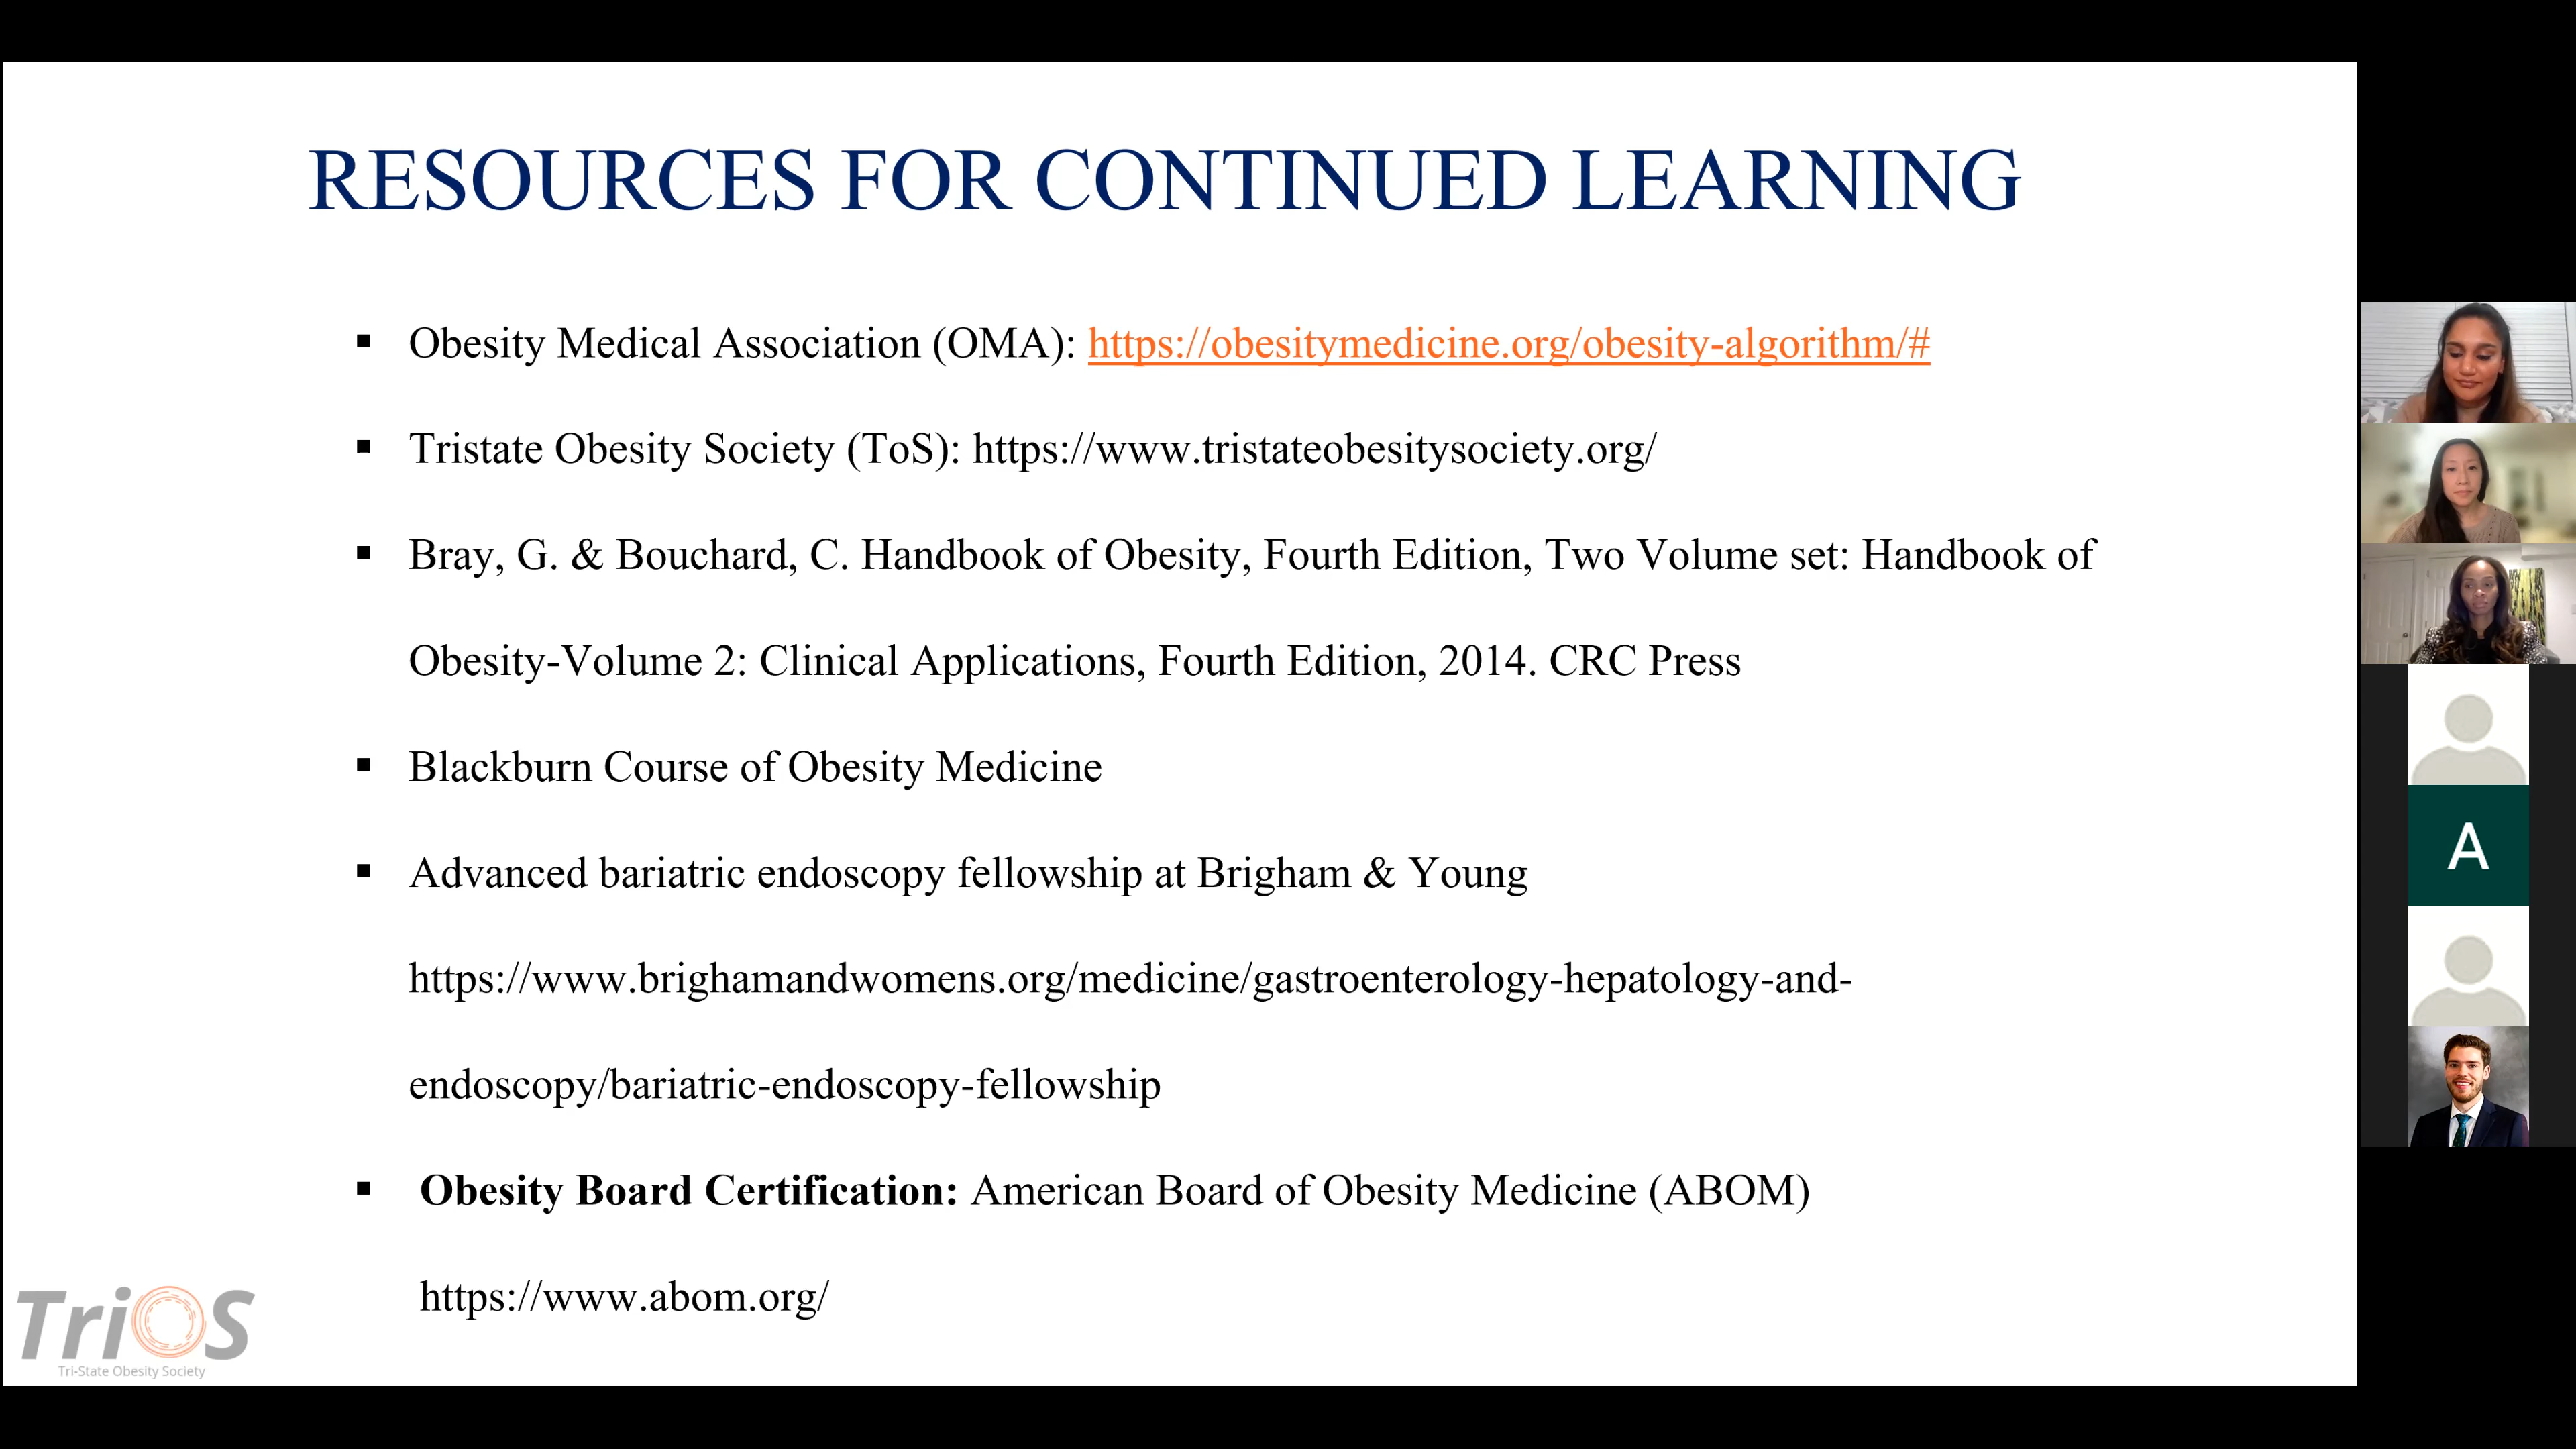 RESOURCES FOR CONTINUED LEARNING
▪ Obesity Medical Association (OMA): https://obesitymedicine.org/obesity-algorithm/#
▪ Tristate Obesity Society (ToS): https://www.tristateobesitysociety.org/
▪ Bray, G. & Bouchard, C. Handbook of Obesity, Fourth Edition, Two Volume set: Handbook of
Obesity-Volume 2: Clinical Applications, Fourth Edition, 2014. CRC Press
▪ Blackburn Course of Obesity Medicine
▪ Advanced bariatric endoscopy fellowship at Brigham & Young
https://www.brighamandwomens.org/medicine/gastroenterology-hepatology-and-
endoscopy/bariatric-endoscopy-fellowship
▪ Obesity Board Certification: American Board of Obesity Medicine (ABOM)
https://www.abom.org/
TriOS
Tri-State Obesity Society
A